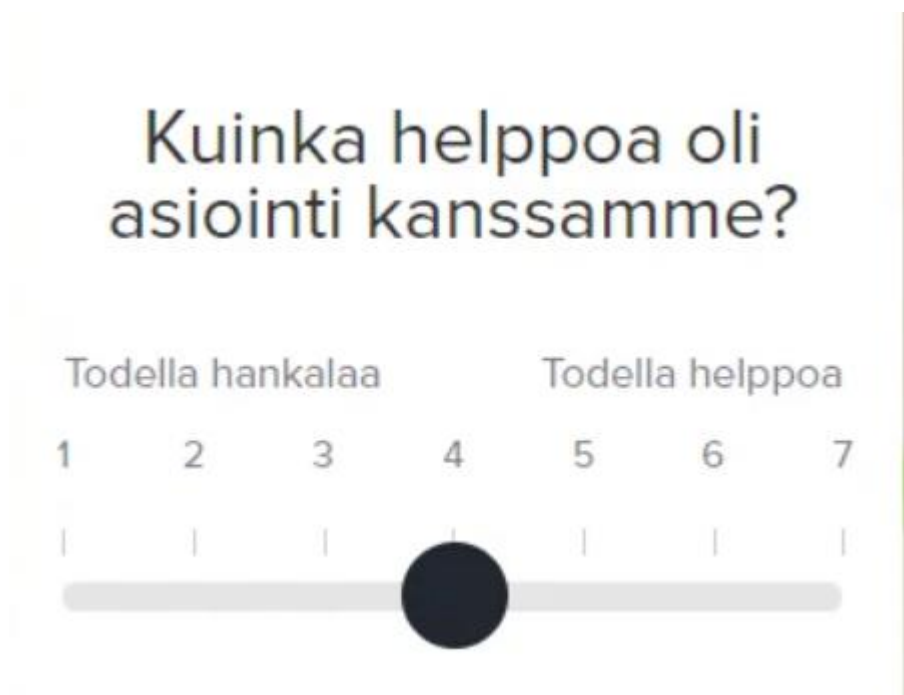 Kuinka helppoa oli
asiointi kanssamme?
Todella hankalaa Todella helppoa
1 2 3 4 5 6 7